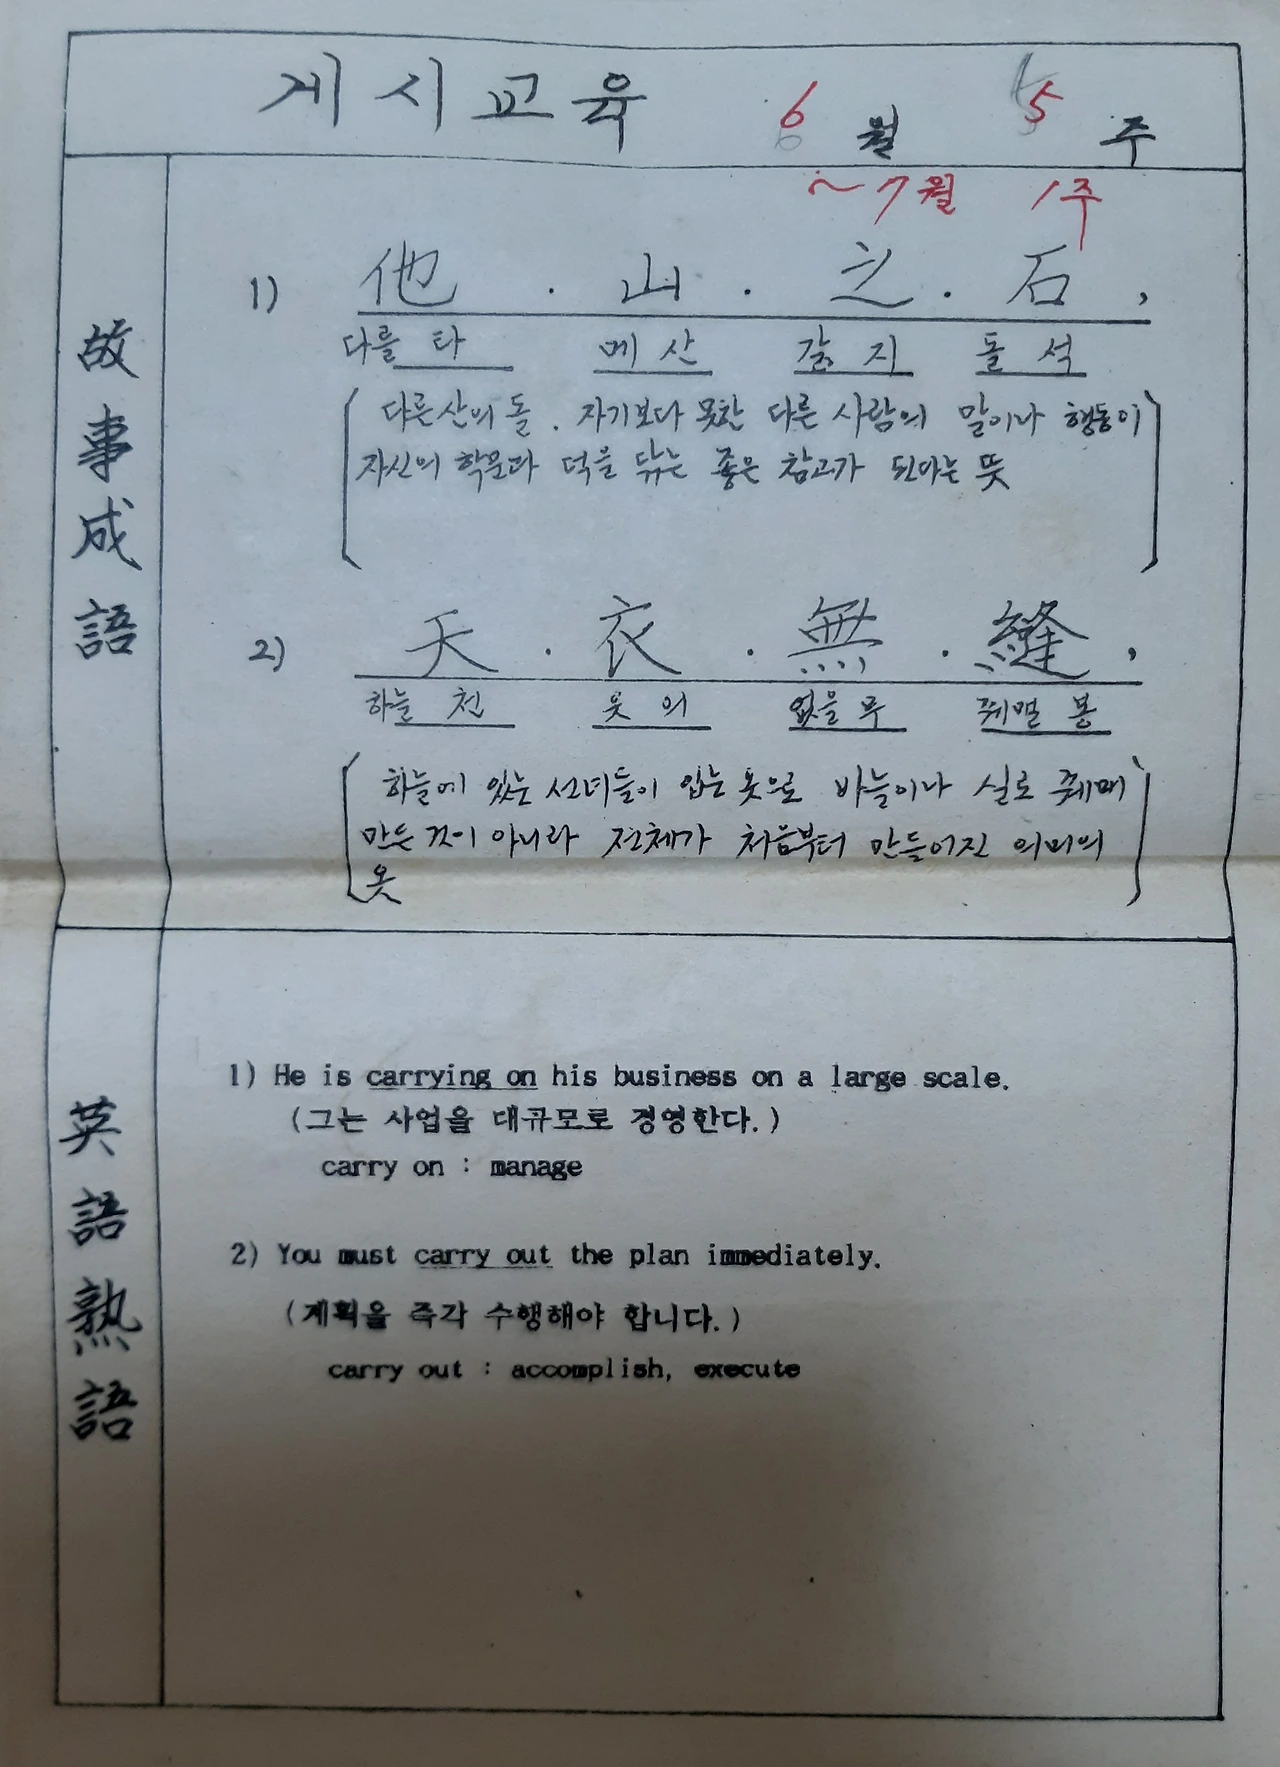 게시교육 6월 5주
~7월 1주
故事成語
1) 他 · 山 · 之 · 石,
다를 타 메 산 갈 지 돌 석
다른산의 돌. 자기보다 못한 다른 사람의 말이나 행동이
자신의 학문과 덕을 닦는 좋은 참고가 된다는 뜻
2) 天 · 衣 · 無 · 縫,
하늘 천 옷 의 없을 무 꿰멜 봉
하늘에 있는 선녀들이 입는 옷으로 바늘이나 실로 꿰매
만든 것이 아니라 전체가 처음부터 만들어진 의미의
옷
英語熟語
1) He is carrying on his business on a large scale.
(그는 사업을 대규모로 경영한다.)
carry on : manage
2) You must carry out the plan immediately.
(계획을 즉각 수행해야 합니다.)
carry out : accomplish, execute